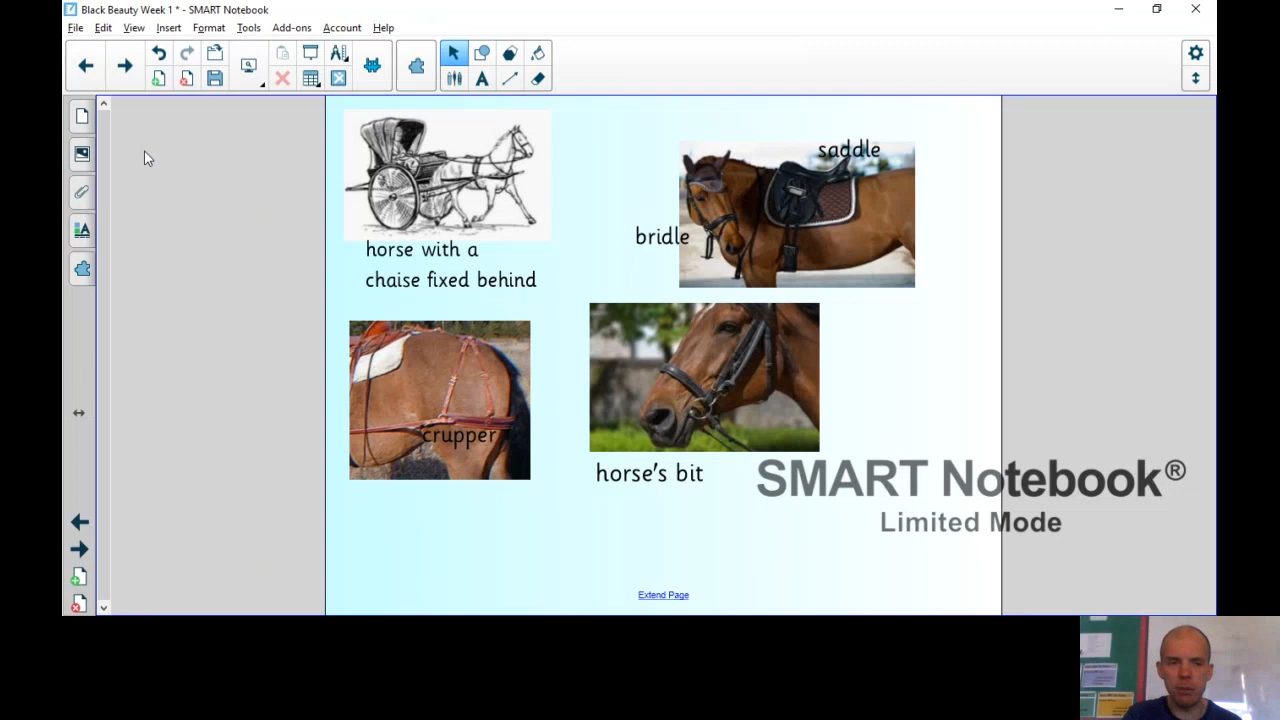 Black Beauty Week 1 * - SMART Notebook
File Edit View Insert Format Tools Add-ons Account Help
saddle
bridle
horse with a
chaise fixed behind
crupper
horse's bit
SMART Notebook®
Limited Mode
Extend Page